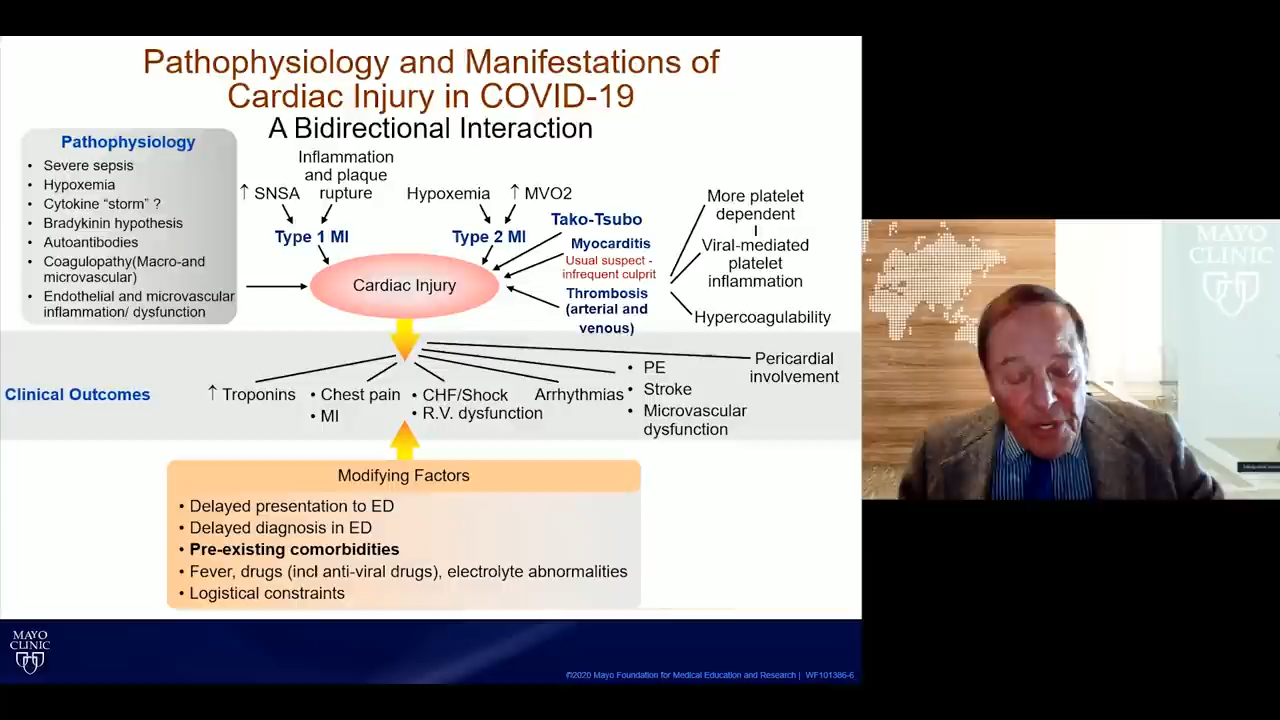 Pathophysiology and Manifestations of
Cardiac Injury in COVID-19
A Bidirectional Interaction
Pathophysiology
• Severe sepsis
• Hypoxemia
• Cytokine “storm” ?
• Bradykinin hypothesis
• Autoantibodies
• Coagulopathy(Macro-and
microvascular)
• Endothelial and microvascular
inflammation/ dysfunction
↑ SNSA
Inflammation
and plaque
rupture
Type 1 MI
Hypoxemia
↑ MVO2
Type 2 MI
Tako-Tsubo
Myocarditis
Usual suspect -
infrequent culprit
Thrombosis
(arterial and
venous)
More platelet
dependent
Viral-mediated
platelet
inflammation
Hypercoagulability
Cardiac Injury
Clinical Outcomes
↑ Troponins
• Chest pain
• MI
• CHF/Shock
• R.V. dysfunction
Arrhythmias
• PE
• Stroke
• Microvascular
dysfunction
Pericardial
involvement
Modifying Factors
• Delayed presentation to ED
• Delayed diagnosis in ED
• Pre-existing comorbidities
• Fever, drugs (incl anti-viral drugs), electrolyte abnormalities
• Logistical constraints
MAYO
CLINIC
©2020 Mayo Foundation for Medical Education and Research | WF101386-6
MAYO
CLINIC